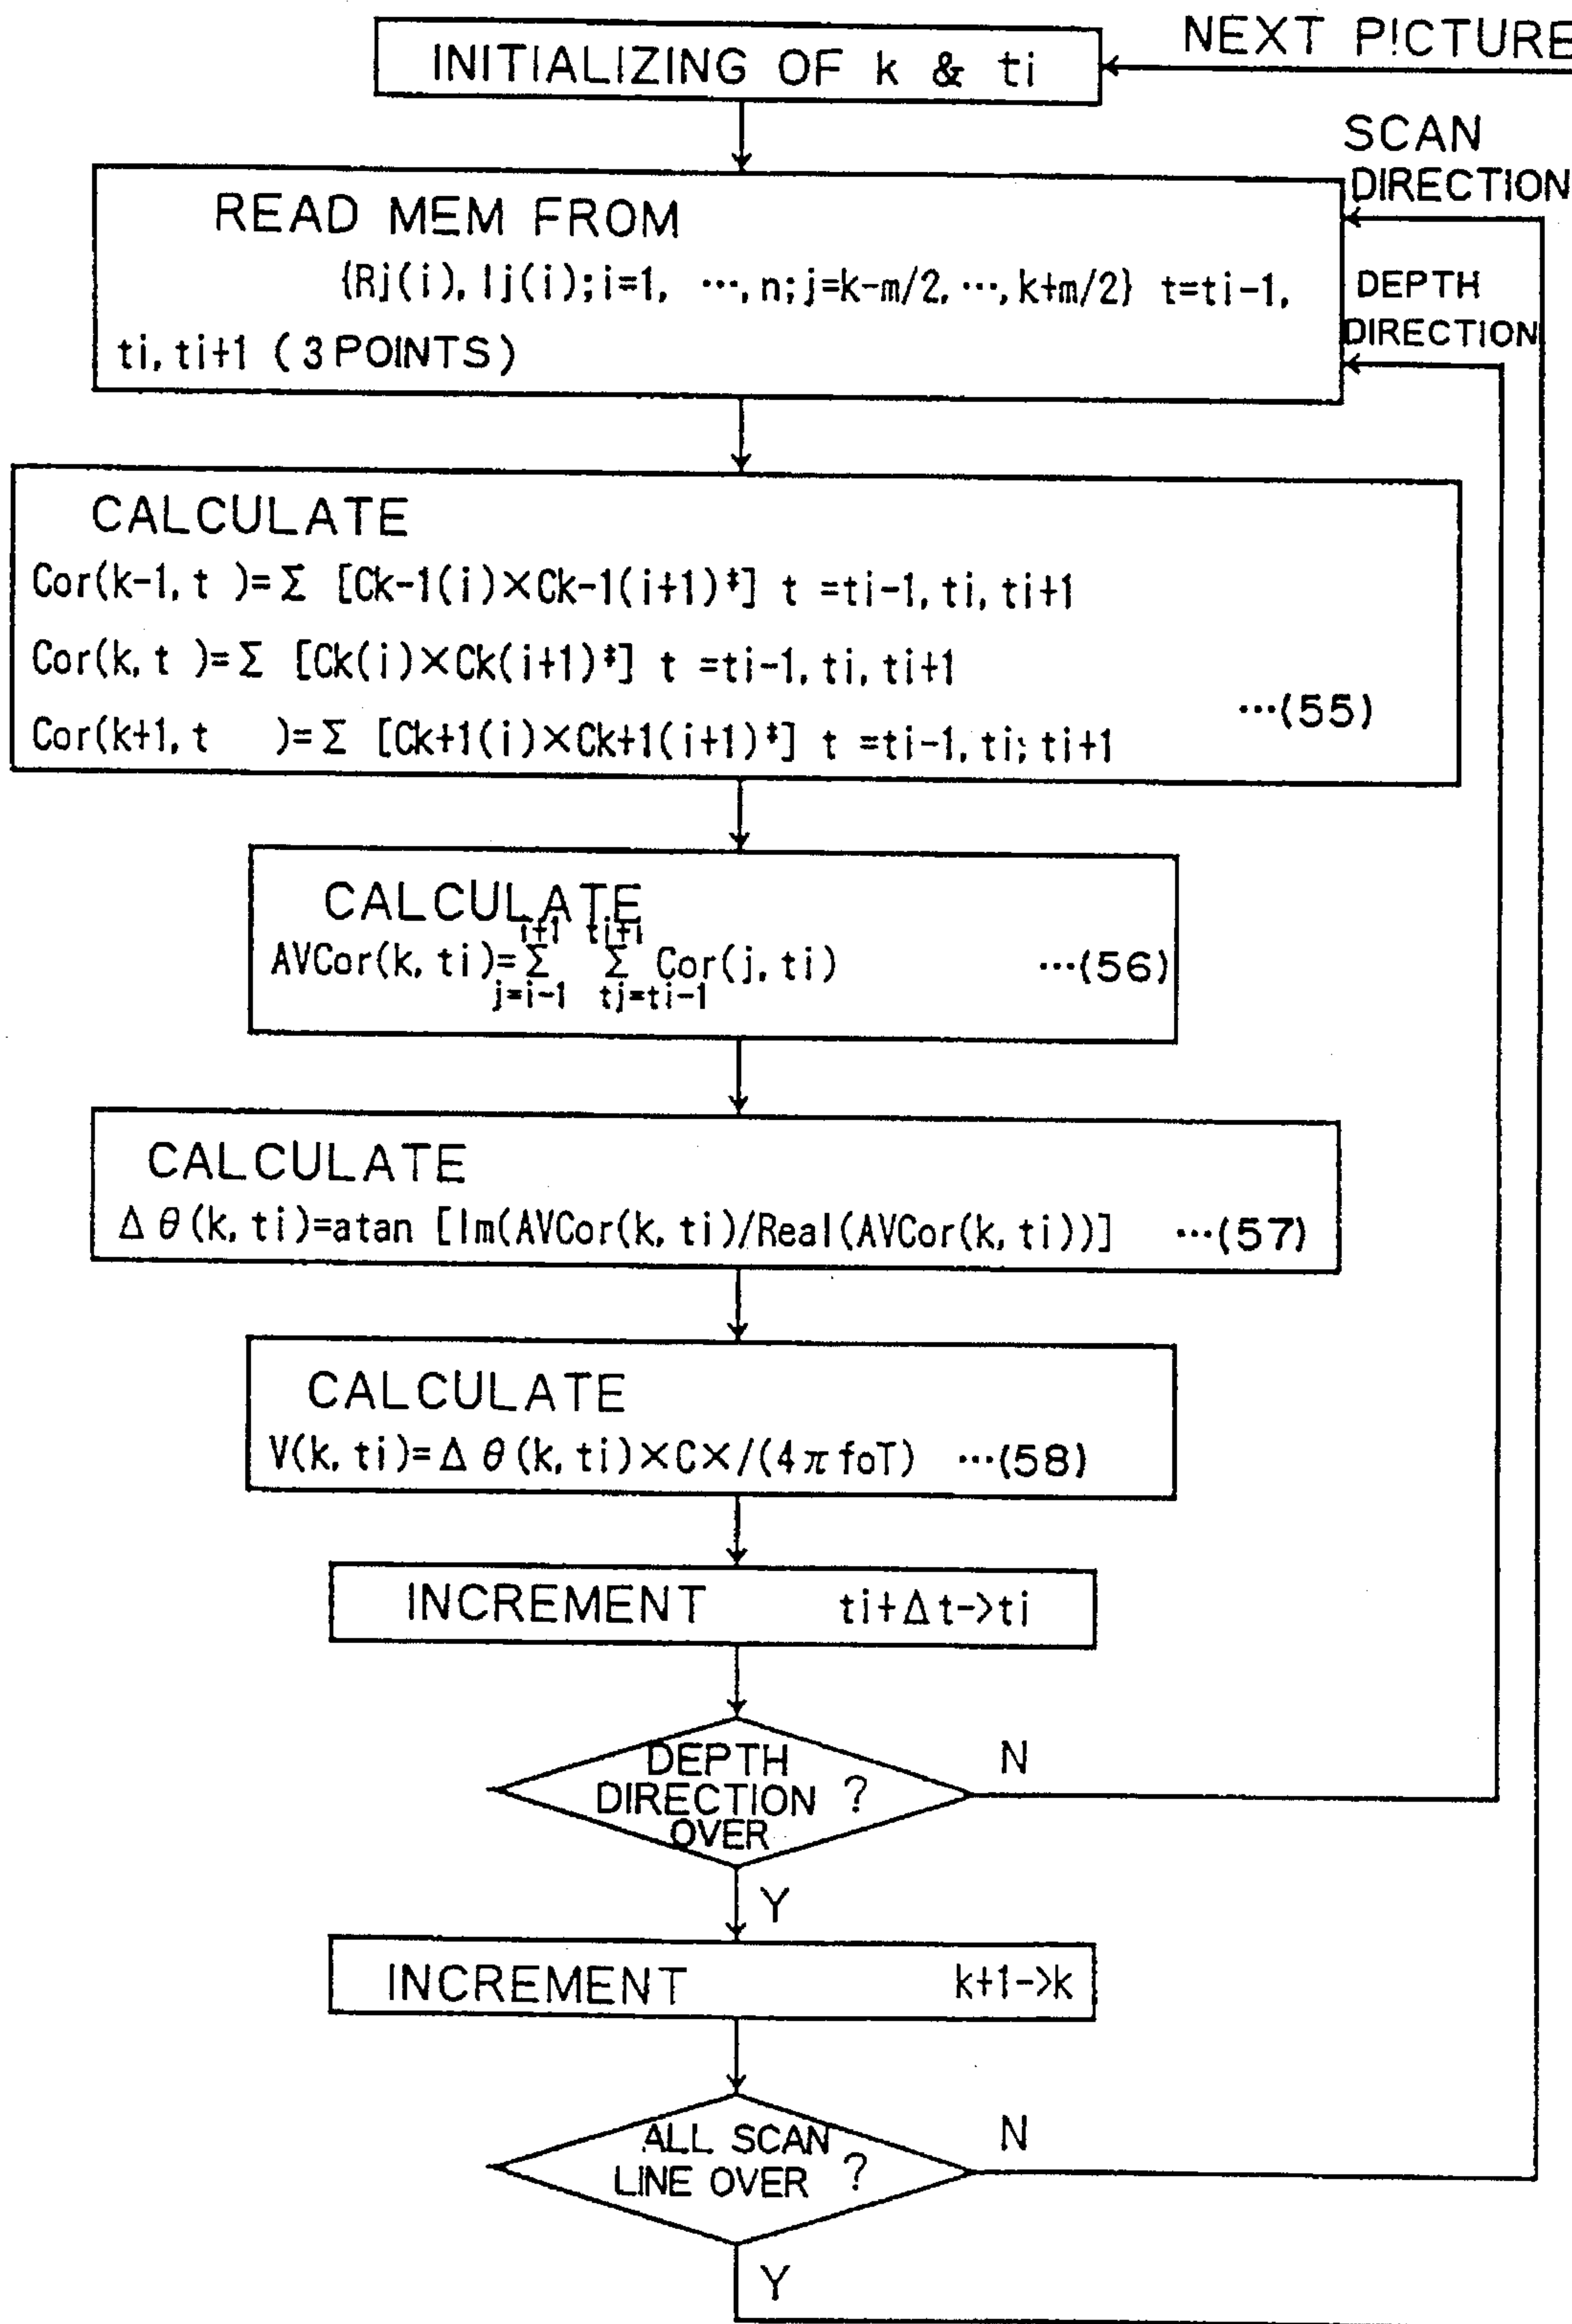 NEXT P!CTURE
INITIALIZING OF k & ti
SCAN
DIRECTION
READ MEM FROM
{Rj(i), Ij(i);i=1, …,n;j=k-m/2,…,k+m/2} t=ti-1,
ti,ti+1 (3 POINTS)
DEPTH
DIRECTION
CALCULATE
Cor(k-1, t )=Σ [Ck-1(i)×Ck-1(i+1)*] t =ti-1, ti, ti+1
Cor(k, t )=Σ [Ck(i)×Ck(i+1)*] t =ti-1, ti, ti+1
Cor(k+1, t )=Σ [Ck+1(i)×Ck+1(i+1)*] t =ti-1, ti; ti+1
…(55)
CALCULATE
i+1 ti+1
AVCor(k, ti)=Σ Σ Cor(j, ti) …(56)
j=i-1 tj=ti-1
CALCULATE
Δ θ (k, ti)=atan [Im(AVCor(k, ti)/Real(AVCor(k, ti))] …(57)
CALCULATE
V(k, ti)=Δ θ (k, ti)×C×/(4π foT) …(58)
INCREMENT ti+Δt->ti
DEPTH
DIRECTION ?
OVER
N
Y
INCREMENT k+1->k
ALL SCAN
LINE OVER ?
N
Y